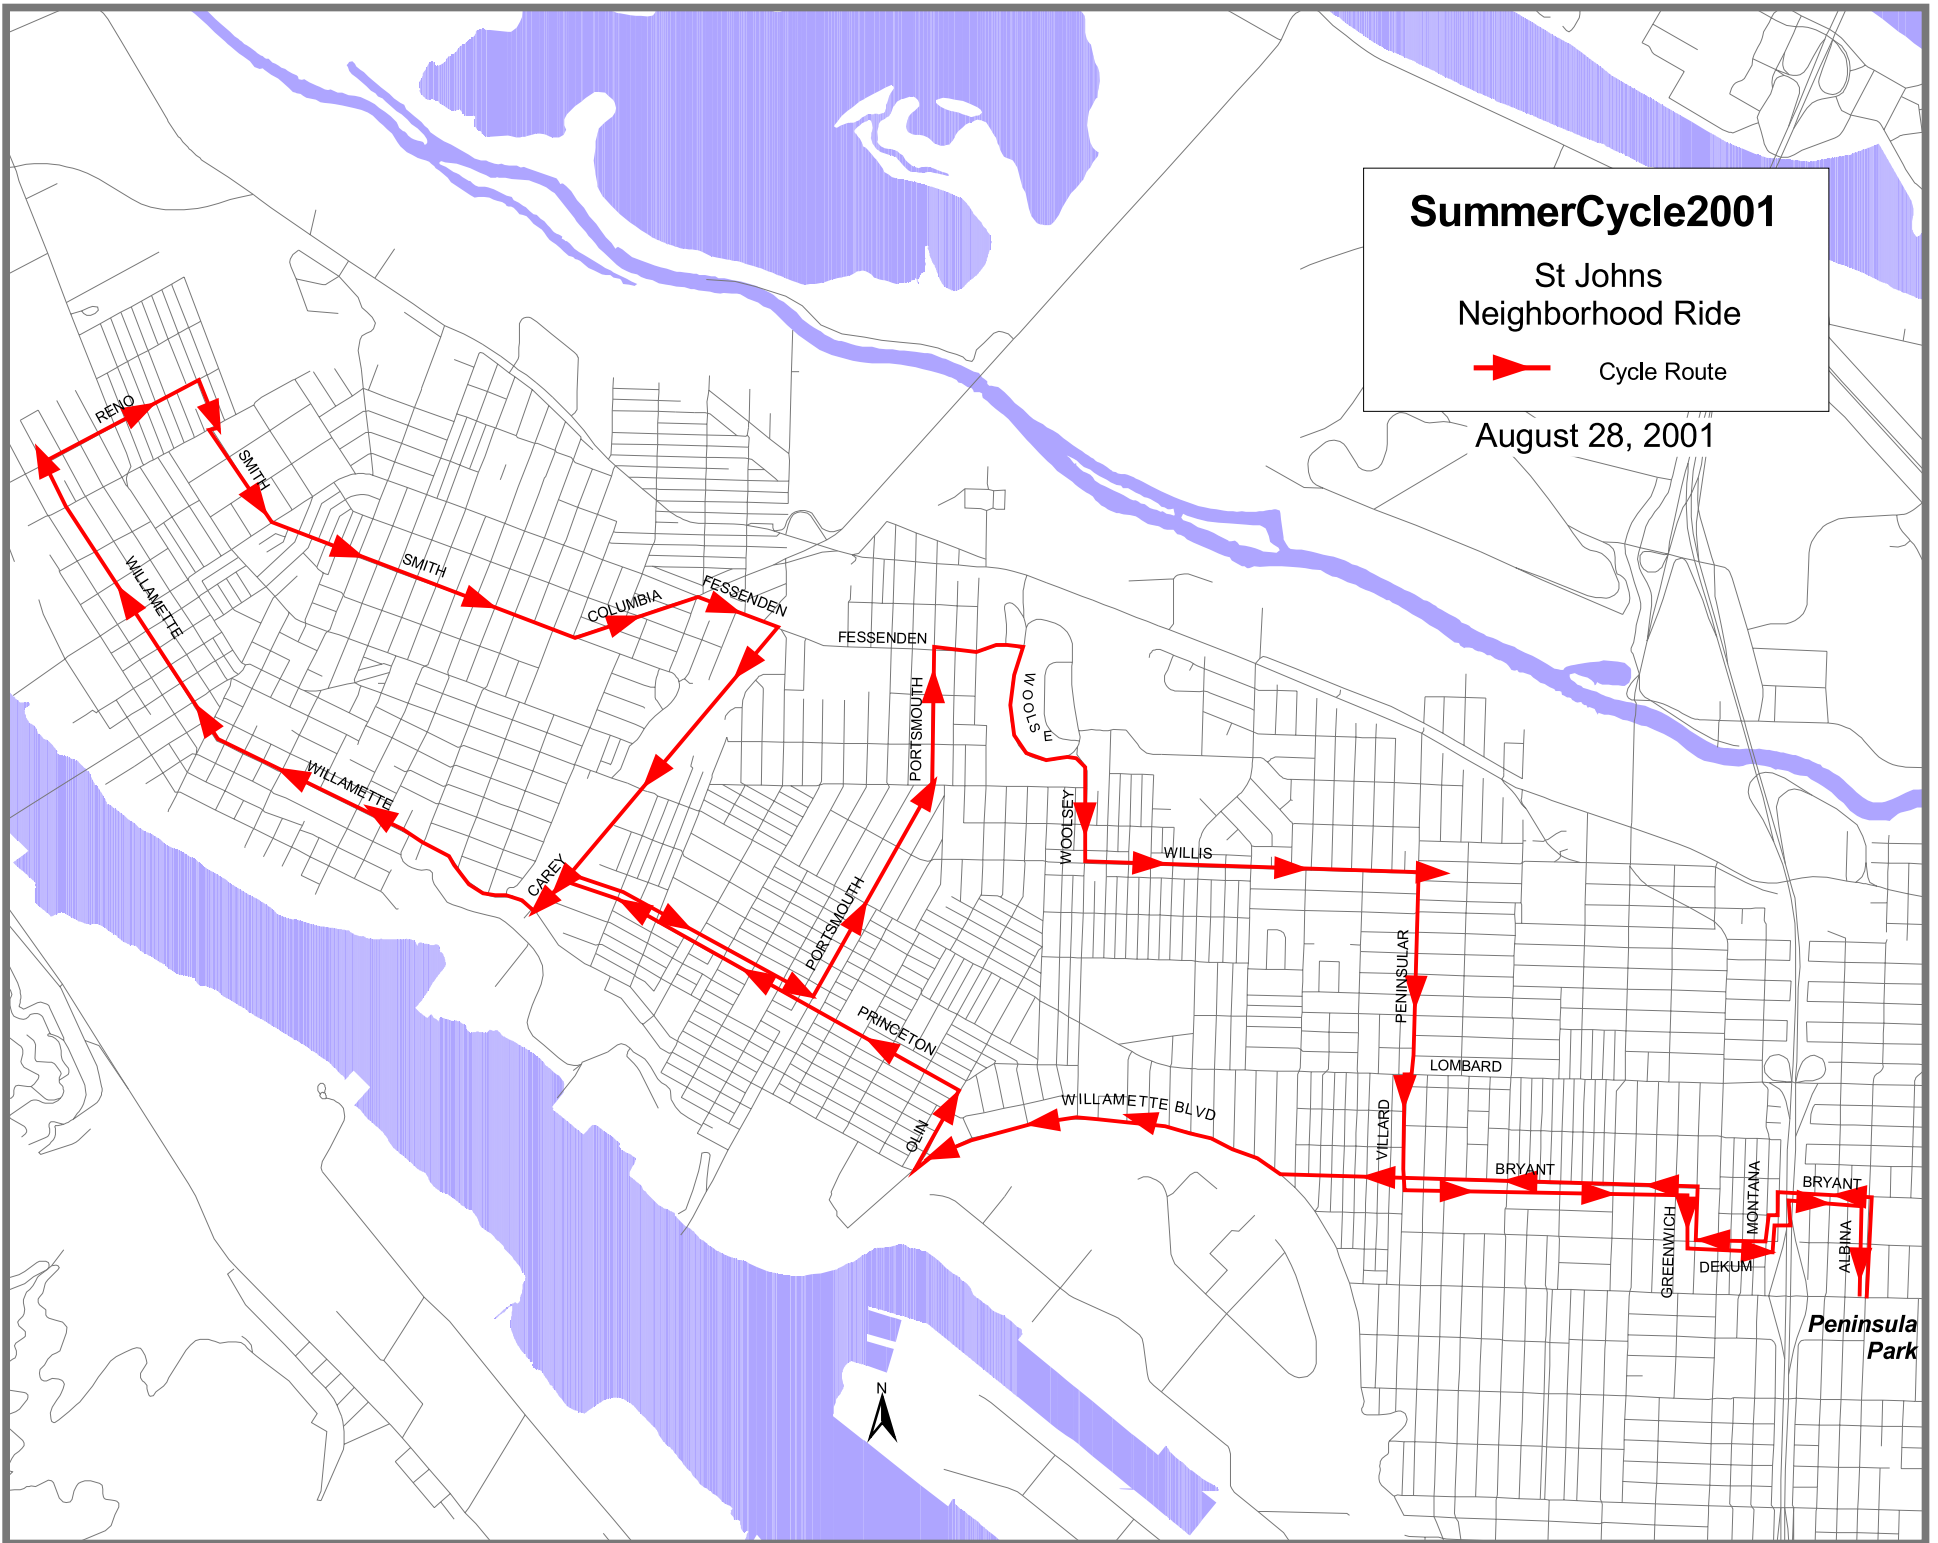 SummerCycle2001
St Johns
Neighborhood Ride
Cycle Route
August 28, 2001
RENO
SMITH
SMITH
WILLAMETTE
COLUMBIA
FESSENDEN
FESSENDEN
PORTSMOUTH
WOOLSE
WILLAMETTE
WOOLSEY
WILLIS
CAREY
PORTSMOUTH
PENINSULAR
PRINCETON
LOMBARD
WILLAMETTE BLVD
OLIN
VILLARD
BRYANT
MONTANA
BRYANT
GREENWICH
DEKUM
ALBINA
Peninsula
Park
N